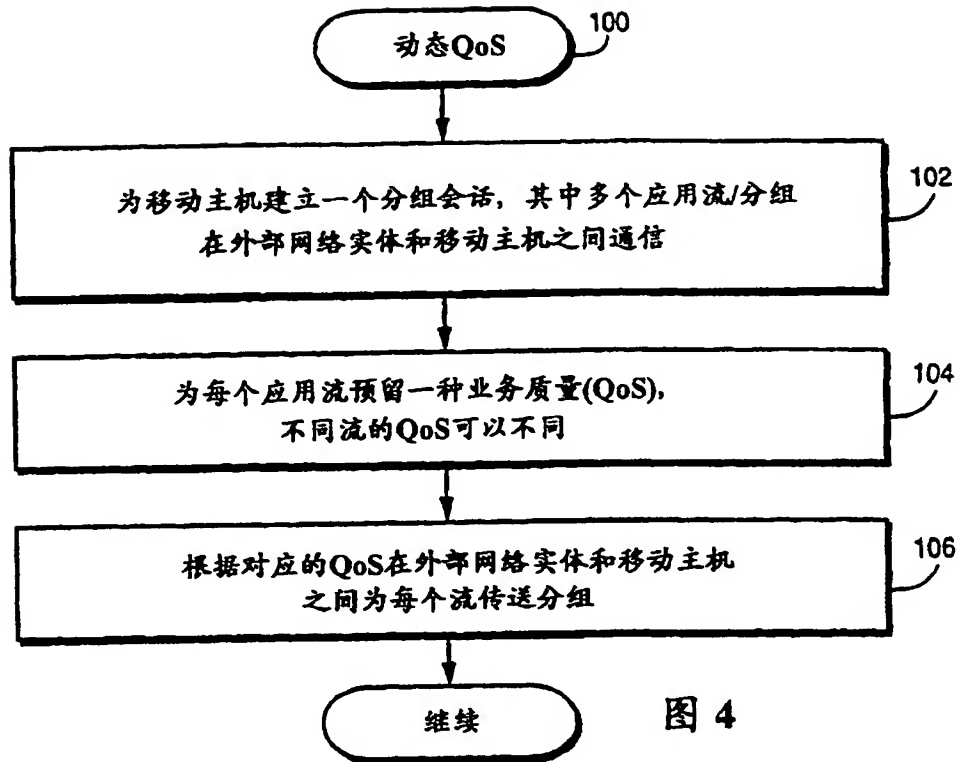 动态QoS
100
为移动主机建立一个分组会话，其中多个应用流/分组
在外部网络实体和移动主机之间通信
102
为每个应用流预留一种业务质量(QoS)，
不同流的QoS可以不同
104
根据对应的QoS在外部网络实体和移动主机
之间为每个流传送分组
106
继续
图 4